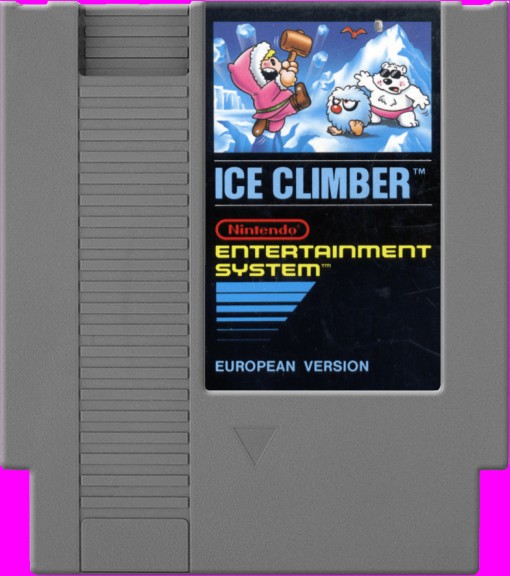 ICE CLIMBER™
Nintendo®
ENTERTAINMENT
SYSTEM™
EUROPEAN VERSION